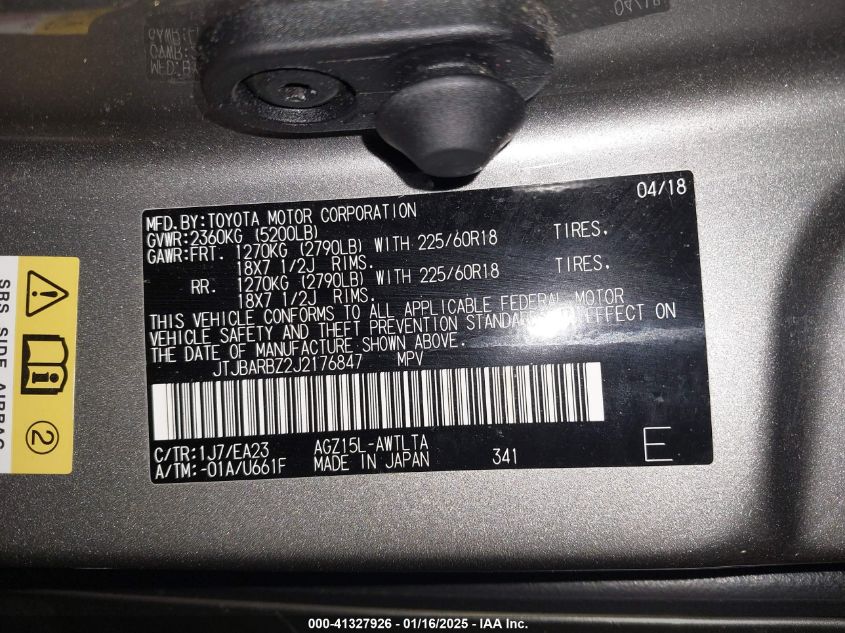 04/18
MFD.BY:TOYOTA MOTOR CORPORATION
GVWR:2360KG (5200LB)
GAWR:FRT. 1270KG (2790LB) WITH 225/60R18 TIRES.
18X7 1/2J RIMS.
RR. 1270KG (2790LB) WITH 225/60R18 TIRES.
18X7 1/2J RIMS.
THIS VEHICLE CONFORMS TO ALL APPLICABLE FEDERAL MOTOR
VEHICLE SAFETY AND THEFT PREVENTION STANDARDS IN EFFECT ON
THE DATE OF MANUFACTURE SHOWN ABOVE.
JTJBARBZ2J2176847 MPV
C/TR:1J7/EA23 AGZ15L-AWTLTA
A/TM:-01A/U661F MADE IN JAPAN 341 E
SRS SIDE AIRBAG
2
000-41327926 - 01/16/2025 - IAA Inc.